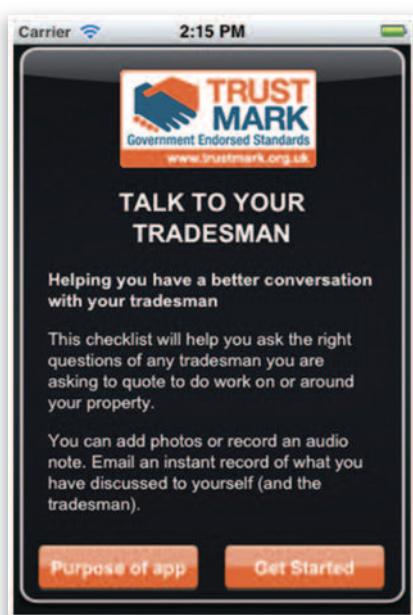 Carrier 2:15 PM
TRUST
MARK
Government Endorsed Standards
www.trustmark.org.uk
TALK TO YOUR
TRADESMAN
Helping you have a better conversation
with your tradesman
This checklist will help you ask the right
questions of any tradesman you are
asking to quote to do work on or around
your property.
You can add photos or record an audio
note. Email an instant record of what you
have discussed to yourself (and the
tradesman).
Purpose of app Get Started